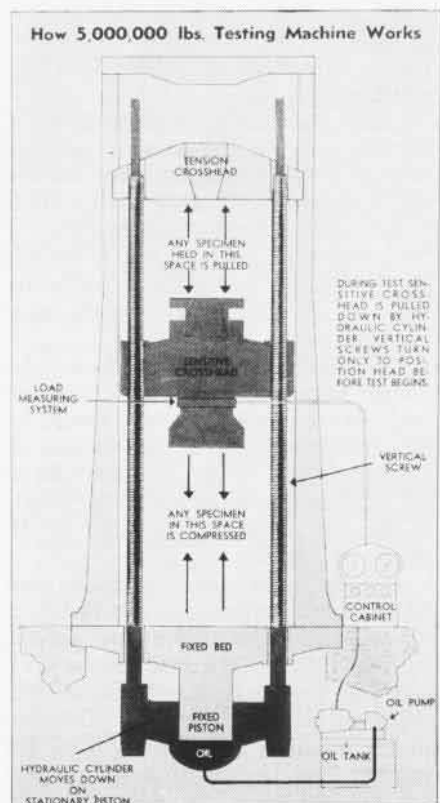 How 5,000,000 lbs. Testing Machine Works
TENSION
CROSSHEAD
ANY SPECIMEN
HELD IN THIS
SPACE IS PULLED
DURING TEST SEN-
SITIVE CROSS-
HEAD IS PULLED
DOWN BY HY-
DRAULIC CYLIN-
DER. VERTICAL
SCREWS TURN
ONLY TO POSI-
TION HEAD BE-
FORE TEST BEGINS.
SENSITIVE
CROSSHEAD
LOAD
MEASURING
SYSTEM
VERTICAL
SCREW
ANY SPECIMEN
IN THIS SPACE
IS COMPRESSED
CONTROL
CABINET
FIXED BED
FIXED
PISTON
OIL PUMP
OIL
OIL TANK
HYDRAULIC CYLINDER
MOVES DOWN
ON
STATIONARY PISTON